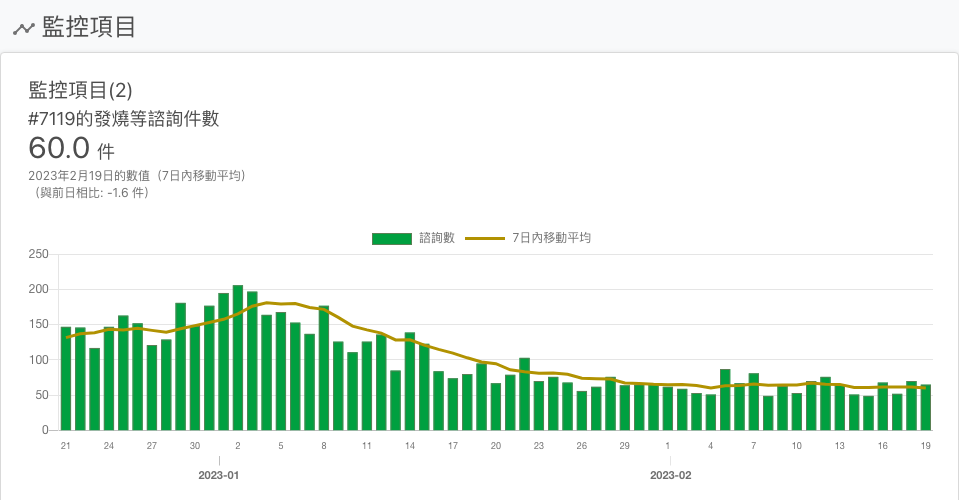 監控項目
監控項目(2)
#7119的發燒等諮詢件數
60.0 件
2023年2月19日的數值（7日內移動平均）
（與前日相比: -1.6 件）
諮詢數 7日內移動平均
250
200
150
100
50
0
21 24 27 30 2 5 8 11 14 17 20 23 26 29 1 4 7 10 13 16 19
2023-01 2023-02